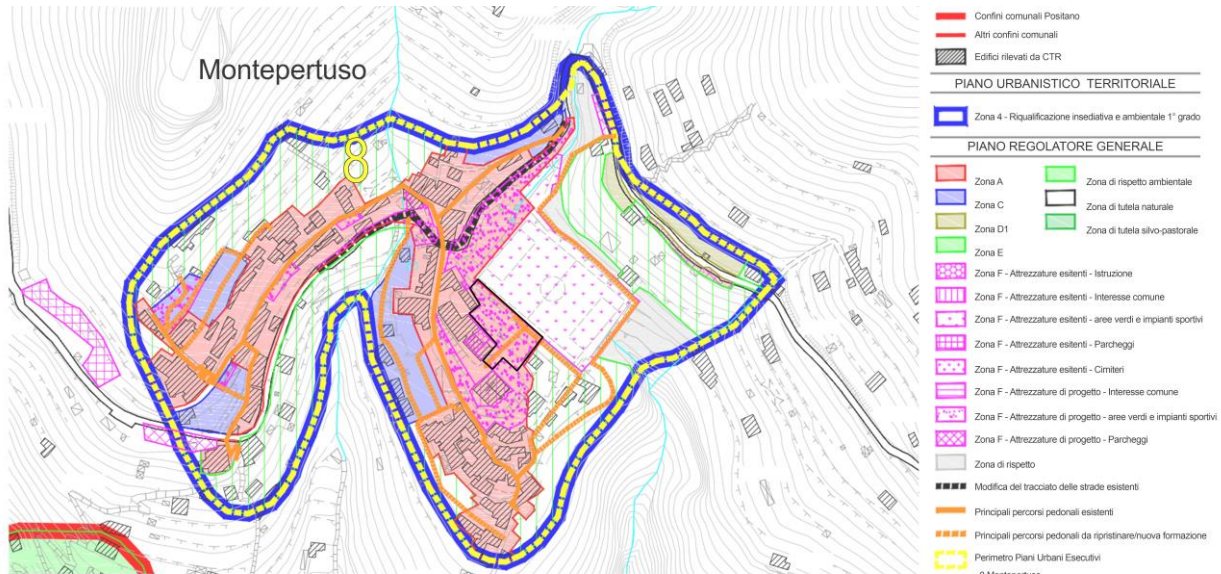 Montepertuso
8
Confini comunali Positano
Altri confini comunali
Edifici rilevati da CTR
PIANO URBANISTICO TERRITORIALE
Zona 4 - Riqualificazione insediativa e ambientale 1° grado
PIANO REGOLATORE GENERALE
Zona A
Zona C
Zona D1
Zona E
Zona di rispetto ambientale
Zona di tutela naturale
Zona di tutela silvo-pastorale
Zona F - Attrezzature esitenti - Istruzione
Zona F - Attrezzature esitenti - Interesse comune
Zona F - Attrezzature esitenti - aree verdi e impianti sportivi
Zona F - Attrezzature esitenti - Parcheggi
Zona F - Attrezzature esitenti - Cimiteri
Zona F - Attrezzature di progetto - Interesse comune
Zona F - Attrezzature di progetto - aree verdi e impianti sportivi
Zona F - Attrezzature di progetto - Parcheggi
Zona di rispetto
Modifica del tracciato delle strade esistenti
Principali percorsi pedonali esistenti
Principali percorsi pedonali da ripristinare/nuova formazione
Perimetro Piani Urbani Esecutivi
Montepertuso